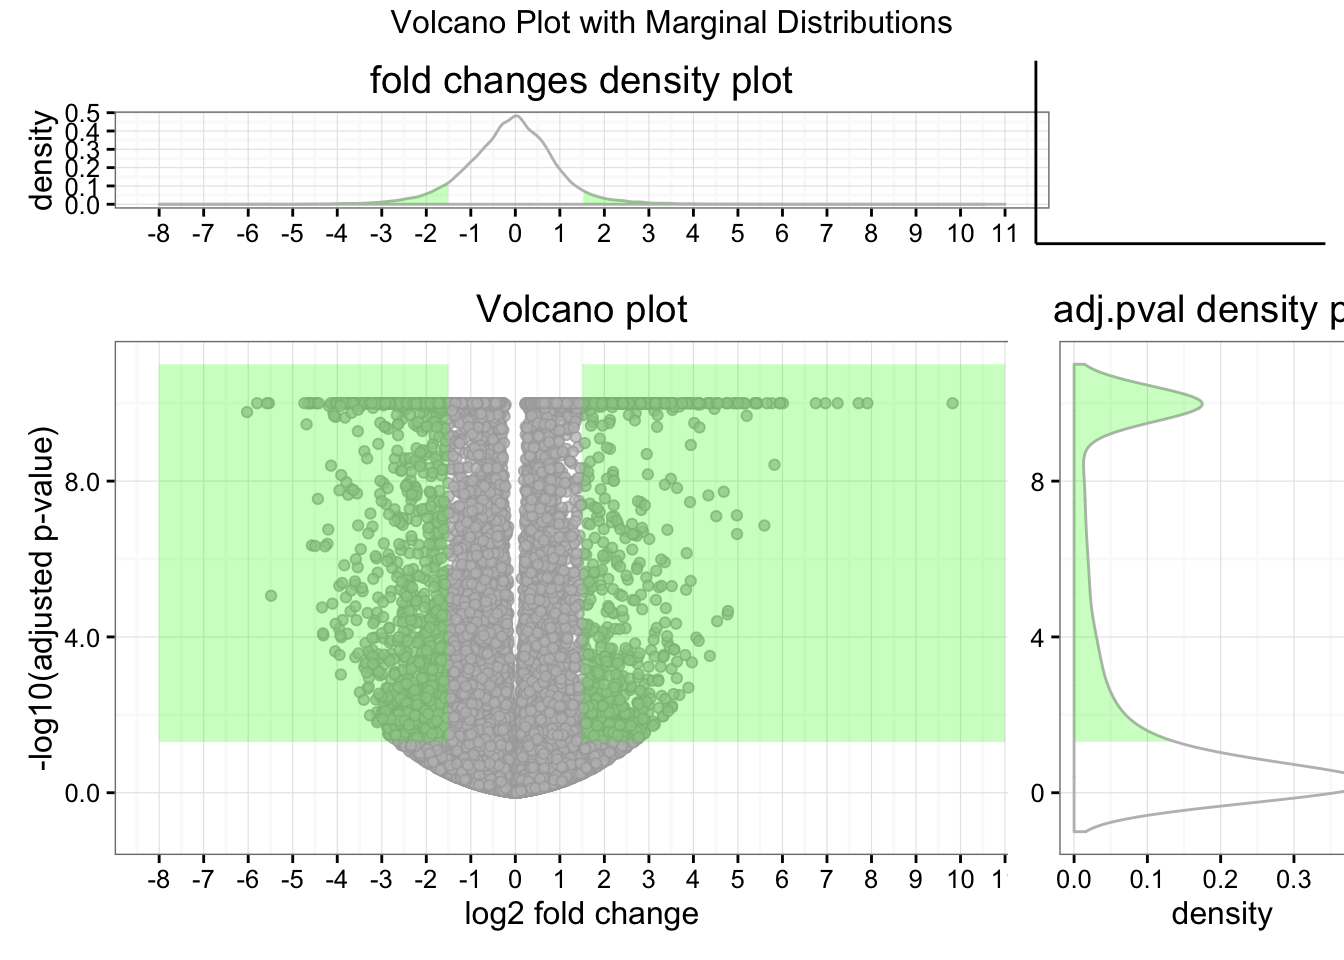 Volcano Plot with Marginal Distributions
fold changes density plot
density
0.5
0.4
0.3
0.2
0.1
0.0
-8 -7 -6 -5 -4 -3 -2 -1 0 1 2 3 4 5 6 7 8 9 10 11
Volcano plot
-log10(adjusted p-value)
8.0
4.0
0.0
-8 -7 -6 -5 -4 -3 -2 -1 0 1 2 3 4 5 6 7 8 9 10 1
log2 fold change
adj.pval density p
8
4
0
0.0 0.1 0.2 0.3
density